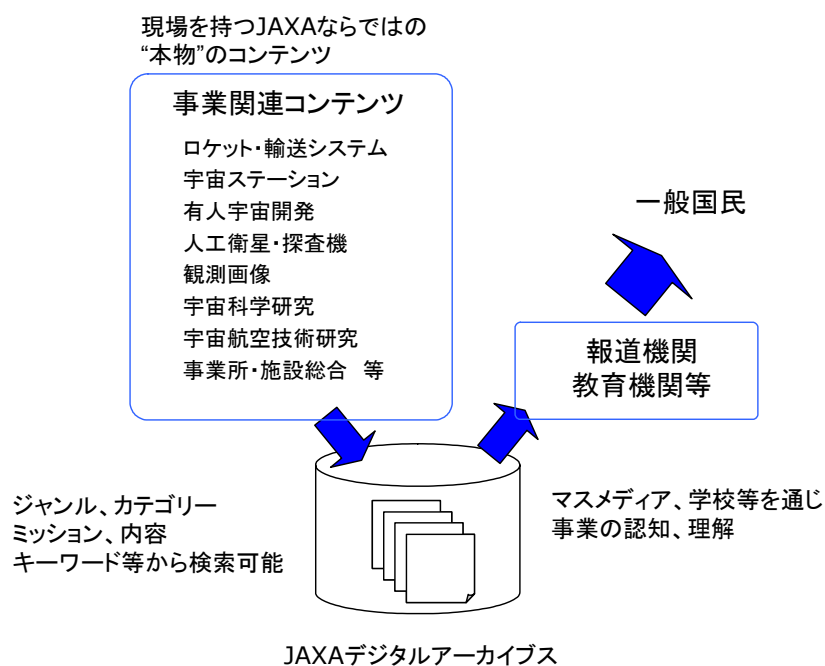 現場を持つJAXAならではの
“本物”のコンテンツ
事業関連コンテンツ
ロケット・輸送システム
宇宙ステーション
有人宇宙開発
人工衛星・探査機
観測画像
宇宙科学研究
宇宙航空技術研究
事業所・施設総合　等
一般国民
報道機関
教育機関等
ジャンル、カテゴリー
ミッション、内容
キーワード等から検索可能
マスメディア、学校等を通じ
事業の認知、理解
JAXAデジタルアーカイブス